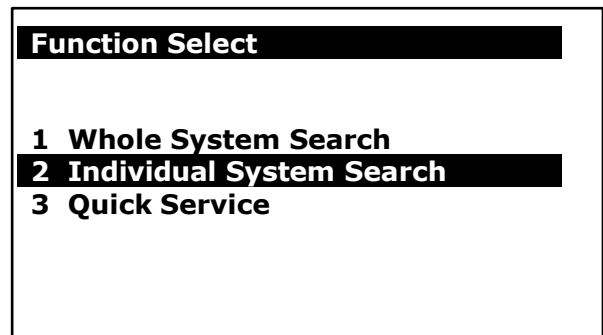 Function Select
1 Whole System Search
2 Individual System Search
3 Quick Service